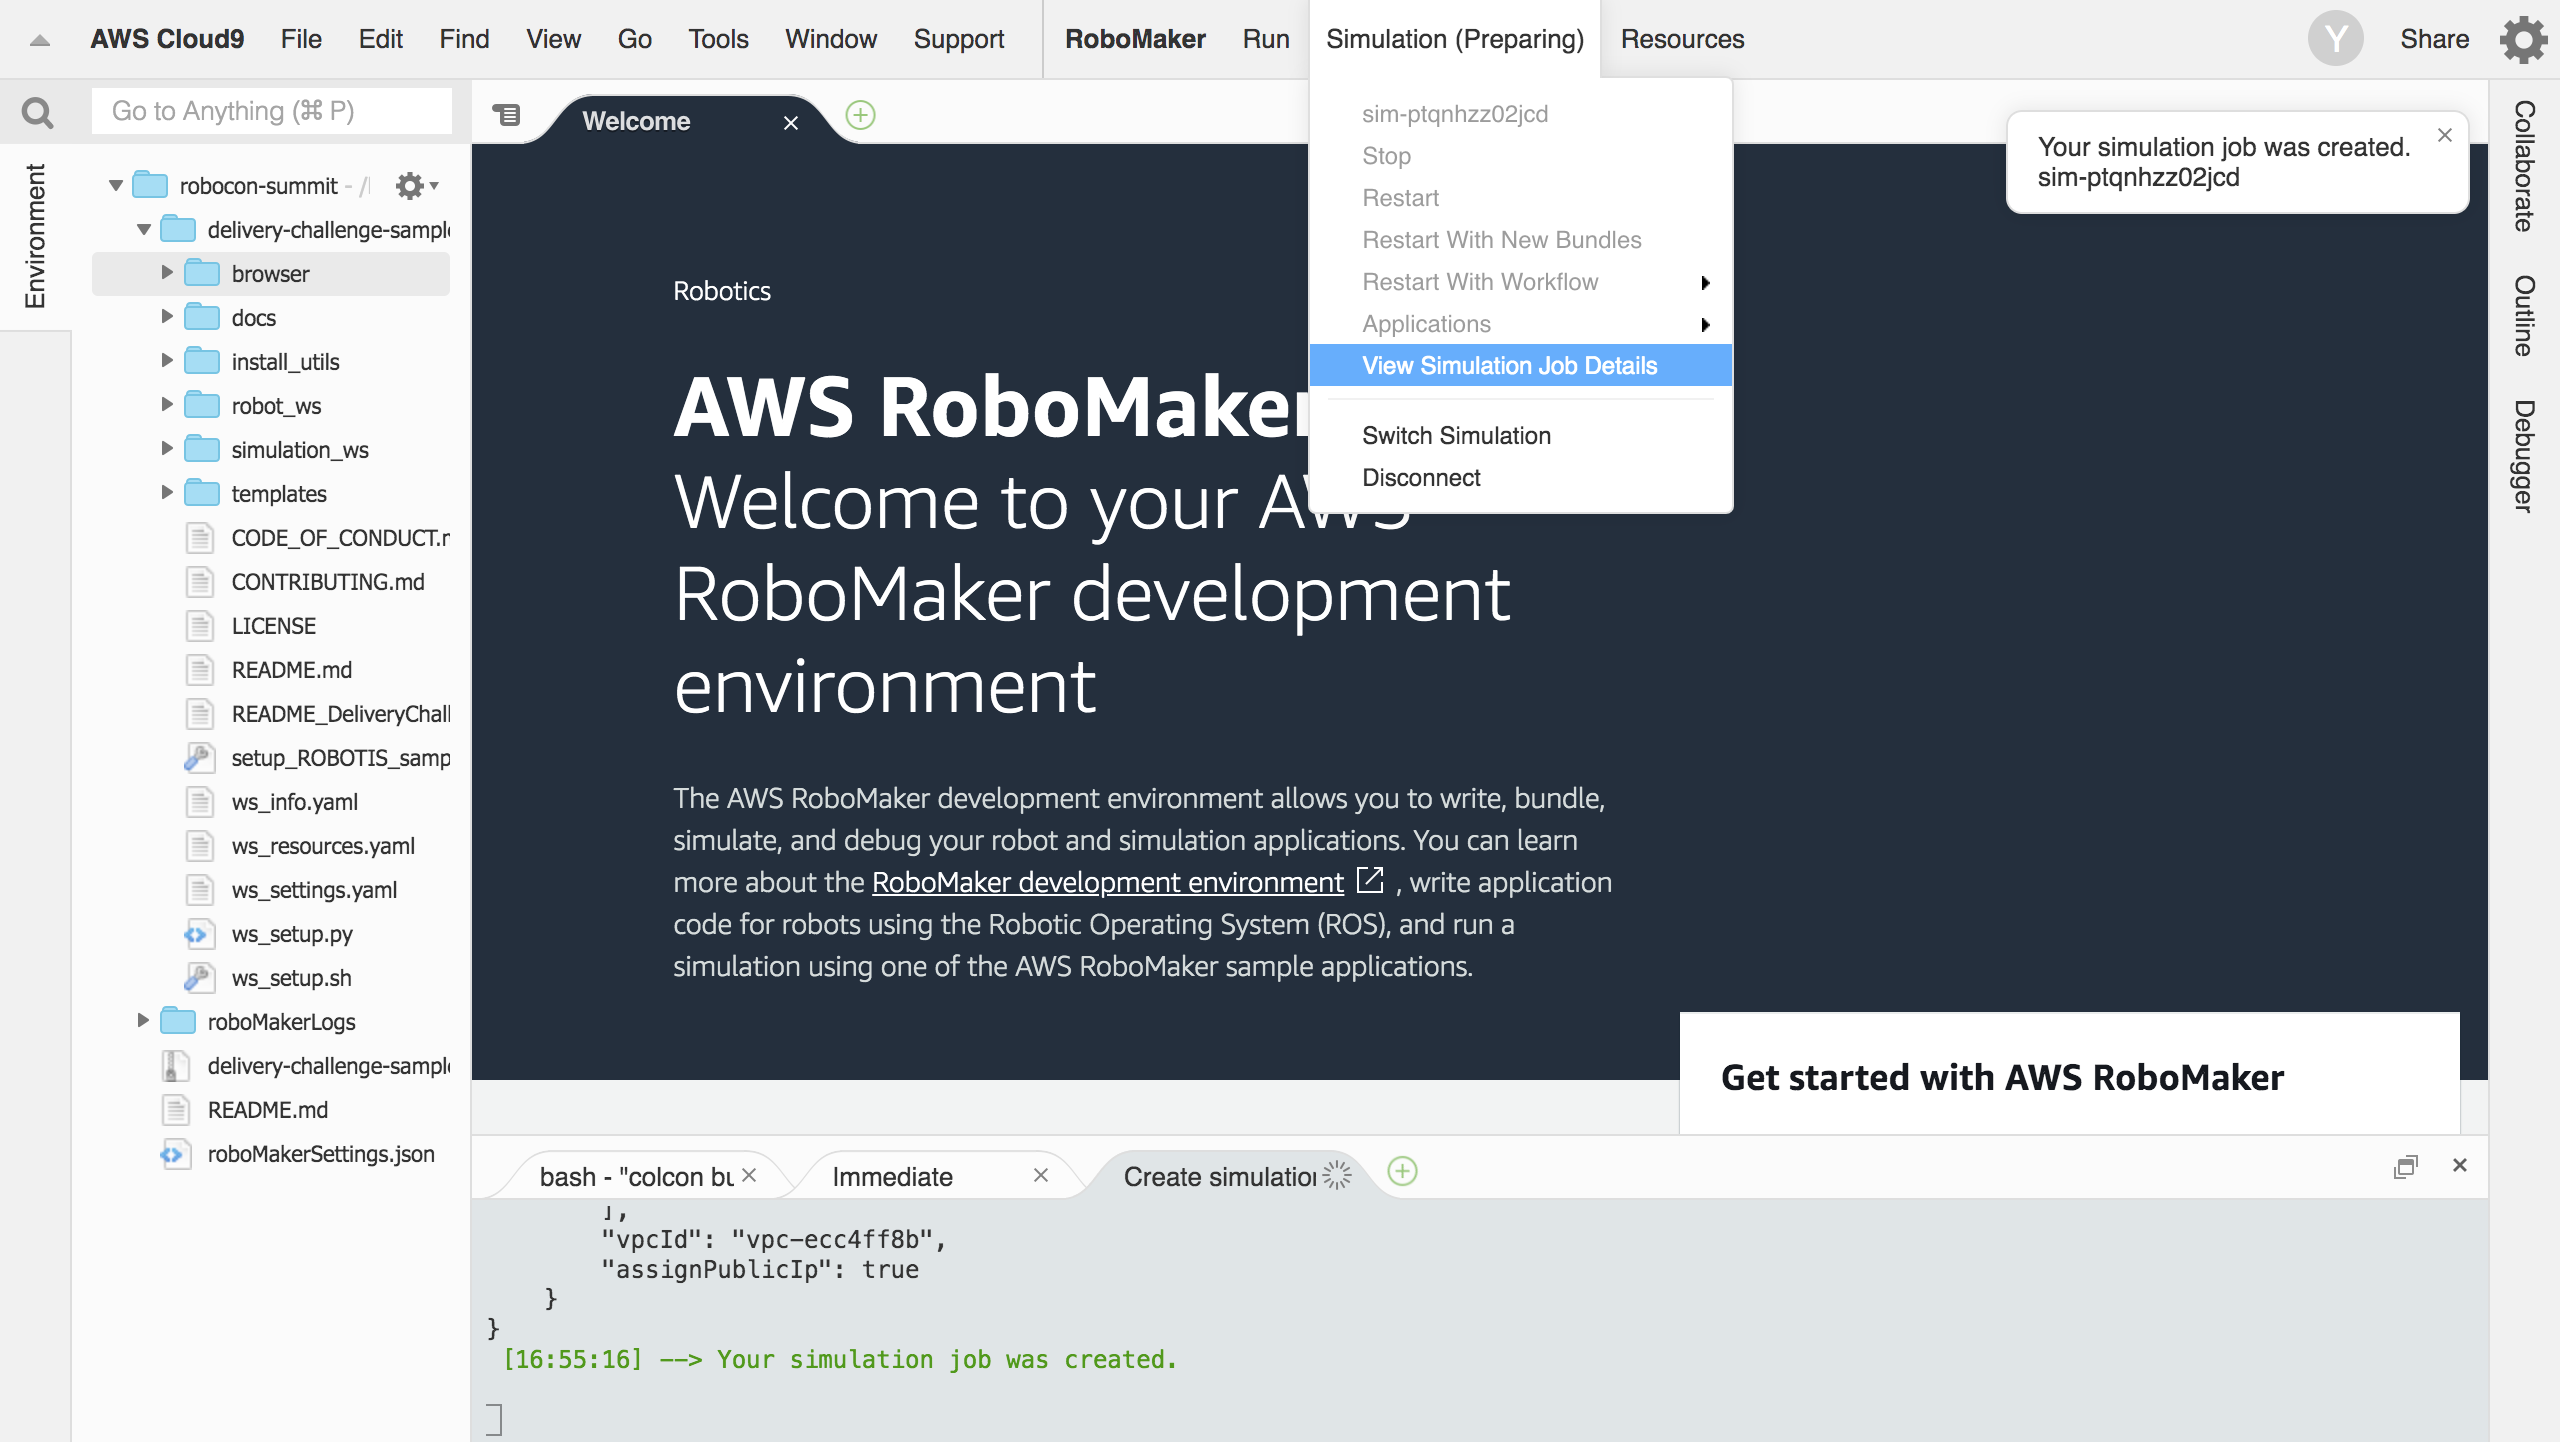 AWS Cloud9 File Edit Find View Go Tools Window Support RoboMaker Run Simulation (Preparing) Resources Y Share
Go to Anything (⌘ P)
Environment
robocon-summit - /
delivery-challenge-sample
browser
docs
install_utils
robot_ws
simulation_ws
templates
CODE_OF_CONDUCT.
CONTRIBUTING.md
LICENSE
README.md
README_DeliveryChall
setup_ROBOTIS_samp
ws_info.yaml
ws_resources.yaml
ws_settings.yaml
ws_setup.py
ws_setup.sh
roboMakerLogs
delivery-challenge-sample
README.md
roboMakerSettings.json
Welcome
sim-ptqnhzz02jcd
Stop
Restart
Restart With New Bundles
Restart With Workflow
Applications
View Simulation Job Details
Switch Simulation
Disconnect
Your simulation job was created.
sim-ptqnhzz02jcd
Collaborate
Outline
Debugger
Robotics
AWS RoboMaker
Welcome to your AWS
RoboMaker development
environment
The AWS RoboMaker development environment allows you to write, bundle,
simulate, and debug your robot and simulation applications. You can learn
more about the RoboMaker development environment , write application
code for robots using the Robotic Operating System (ROS), and run a
simulation using one of the AWS RoboMaker sample applications.
Get started with AWS RoboMaker
bash - "colcon bu Immediate Create simulation
],
"vpcId": "vpc-ecc4ff8b",
"assignPublicIp": true
}
}
[16:55:16] --> Your simulation job was created.